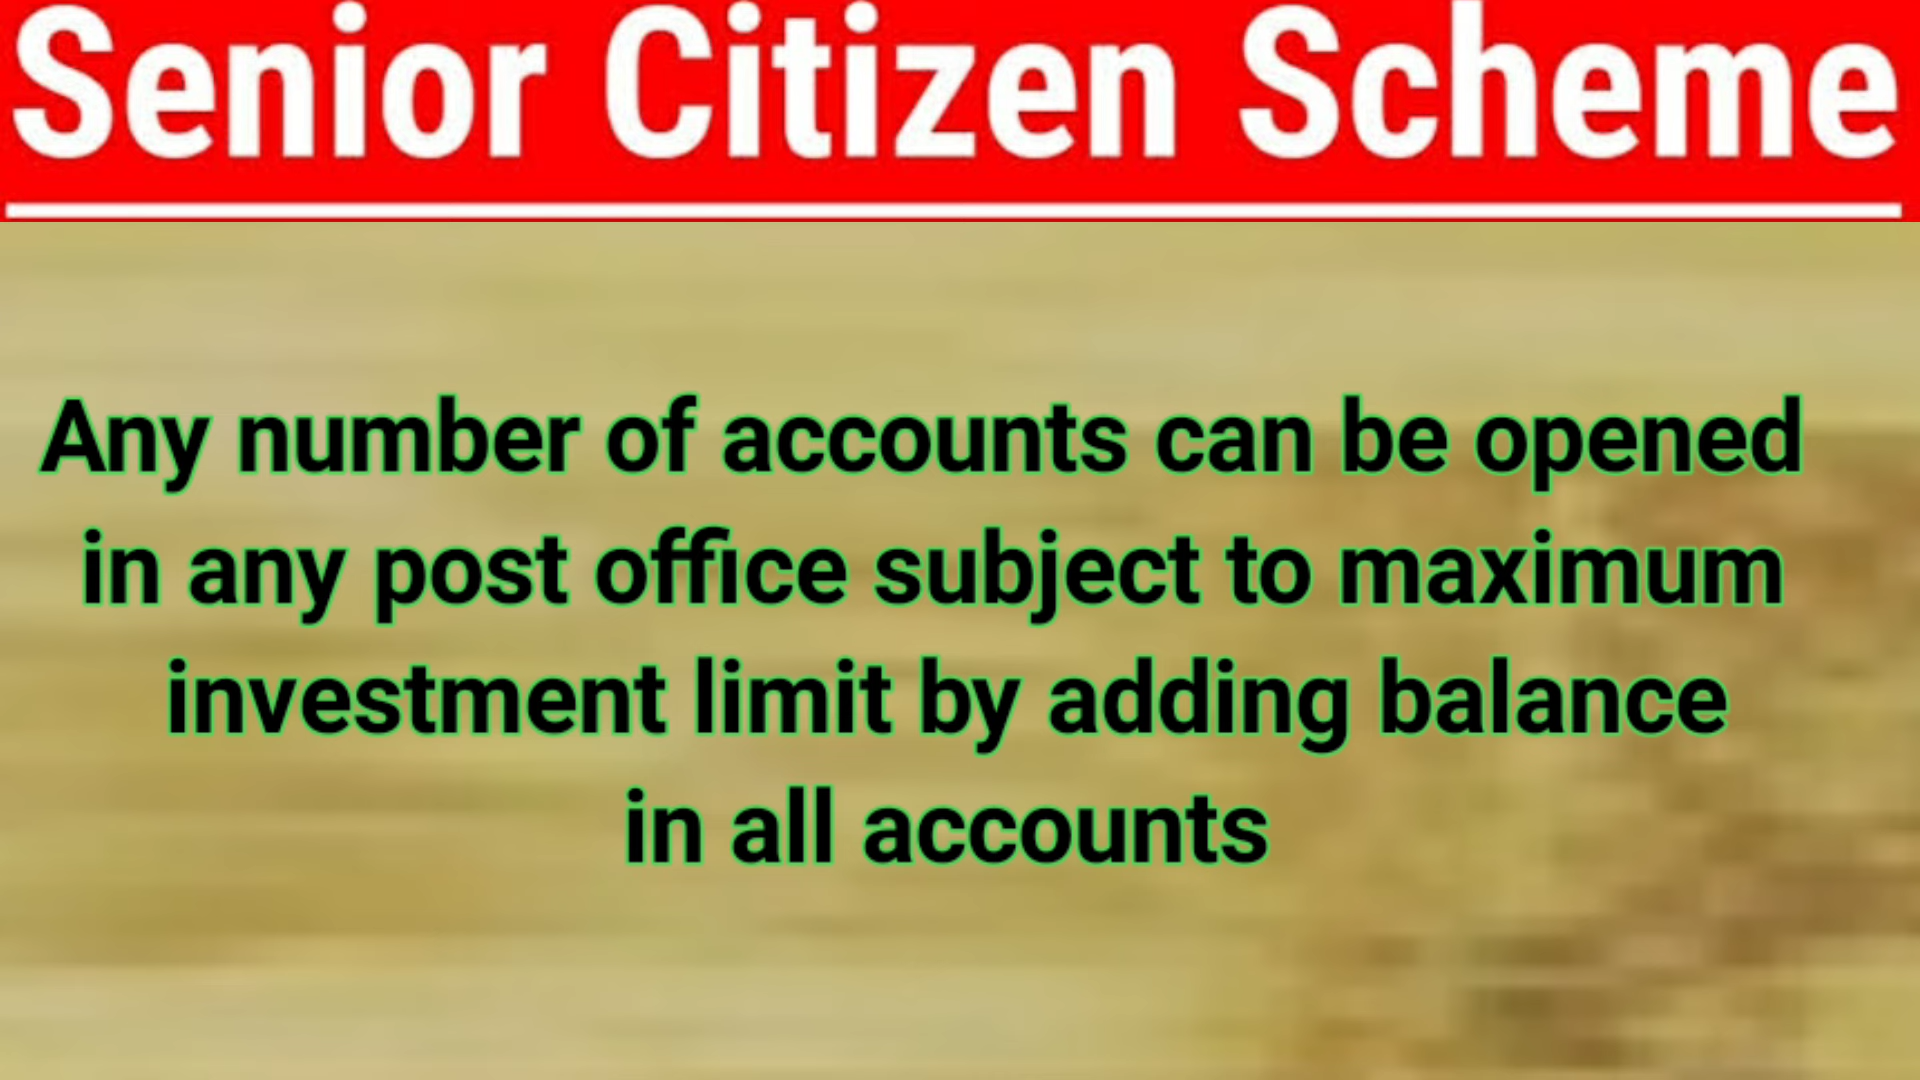 Senior Citizen Scheme
Any number of accounts can be opened
in any post office subject to maximum
investment limit by adding balance
in all accounts